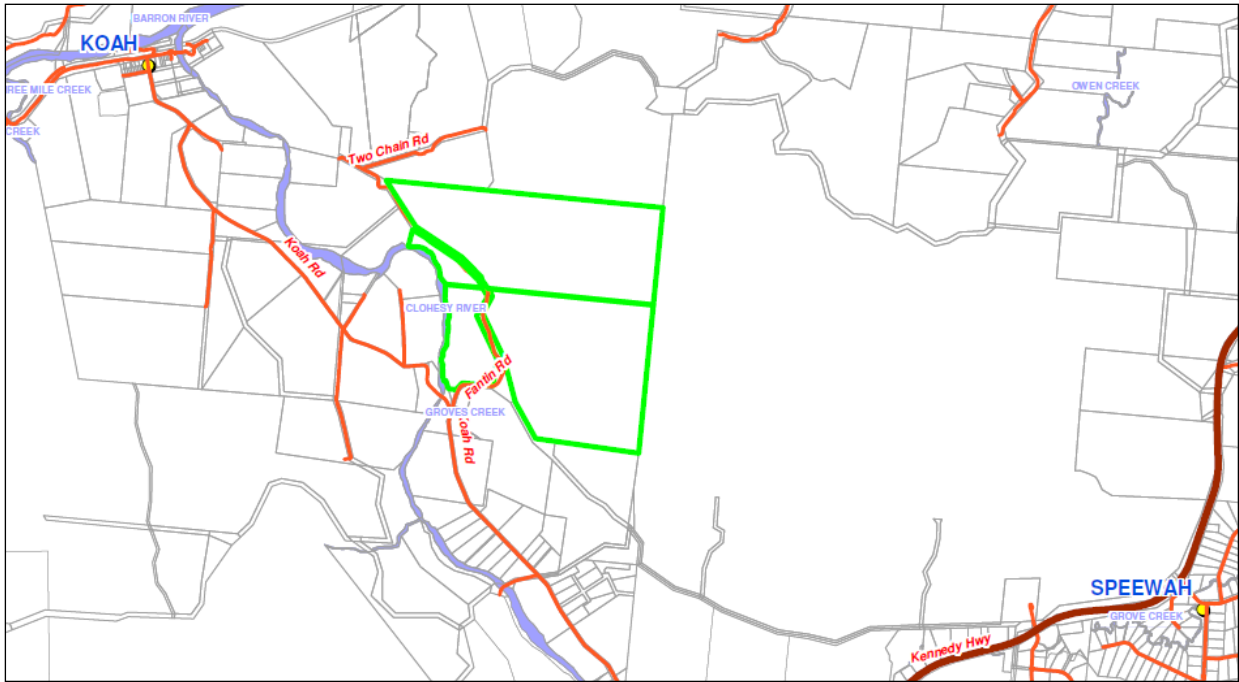 BARRON RIVER
KOAH
REE MILE CREEK
OWEN CREEK
CREEK
Two Chain Rd
Koah Rd
CLOHESY RIVER
Fantin Rd
GROVES CREEK
Koah Rd
SPEEWAH
GROVE CREEK
Kennedy Hwy